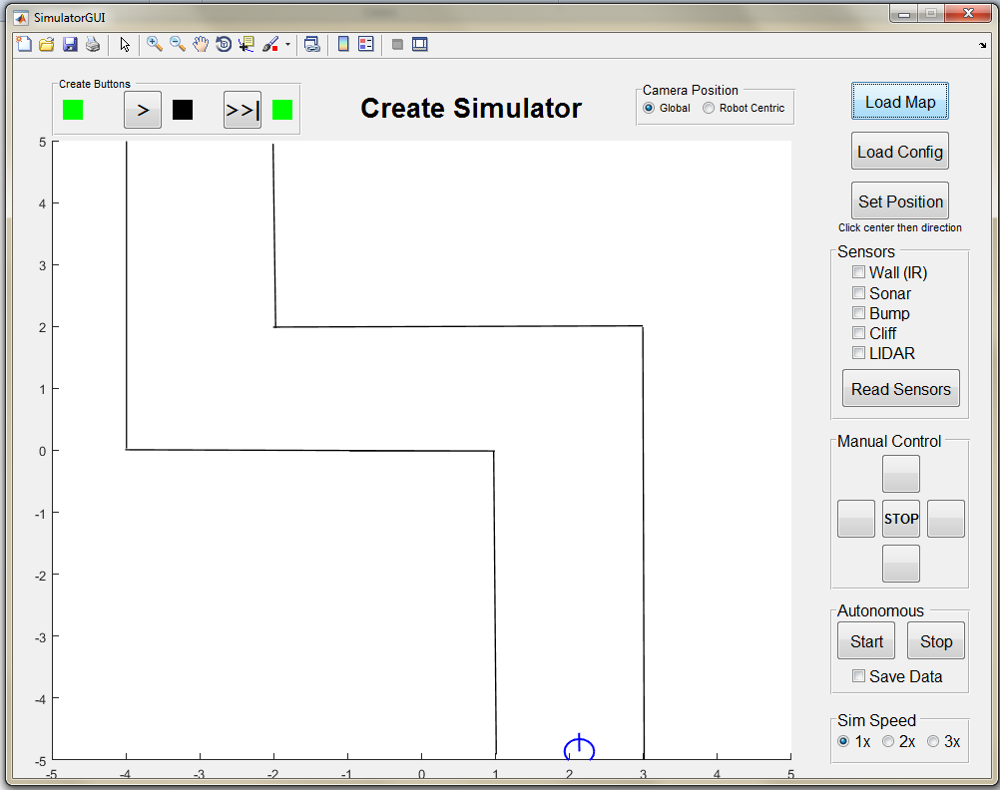 SimulatorGUI
Create Buttons
>
>>|
Create Simulator
Camera Position
Global
Robot Centric
Load Map
Load Config
Set Position
Click center then direction
Sensors
Wall (IR)
Sonar
Bump
Cliff
LIDAR
Read Sensors
Manual Control
STOP
Autonomous
Start
Stop
Save Data
Sim Speed
1x
2x
3x
5
4
3
2
1
0
-1
-2
-3
-4
-5
-5 -4 -3 -2 -1 0 1 2 3 4 5